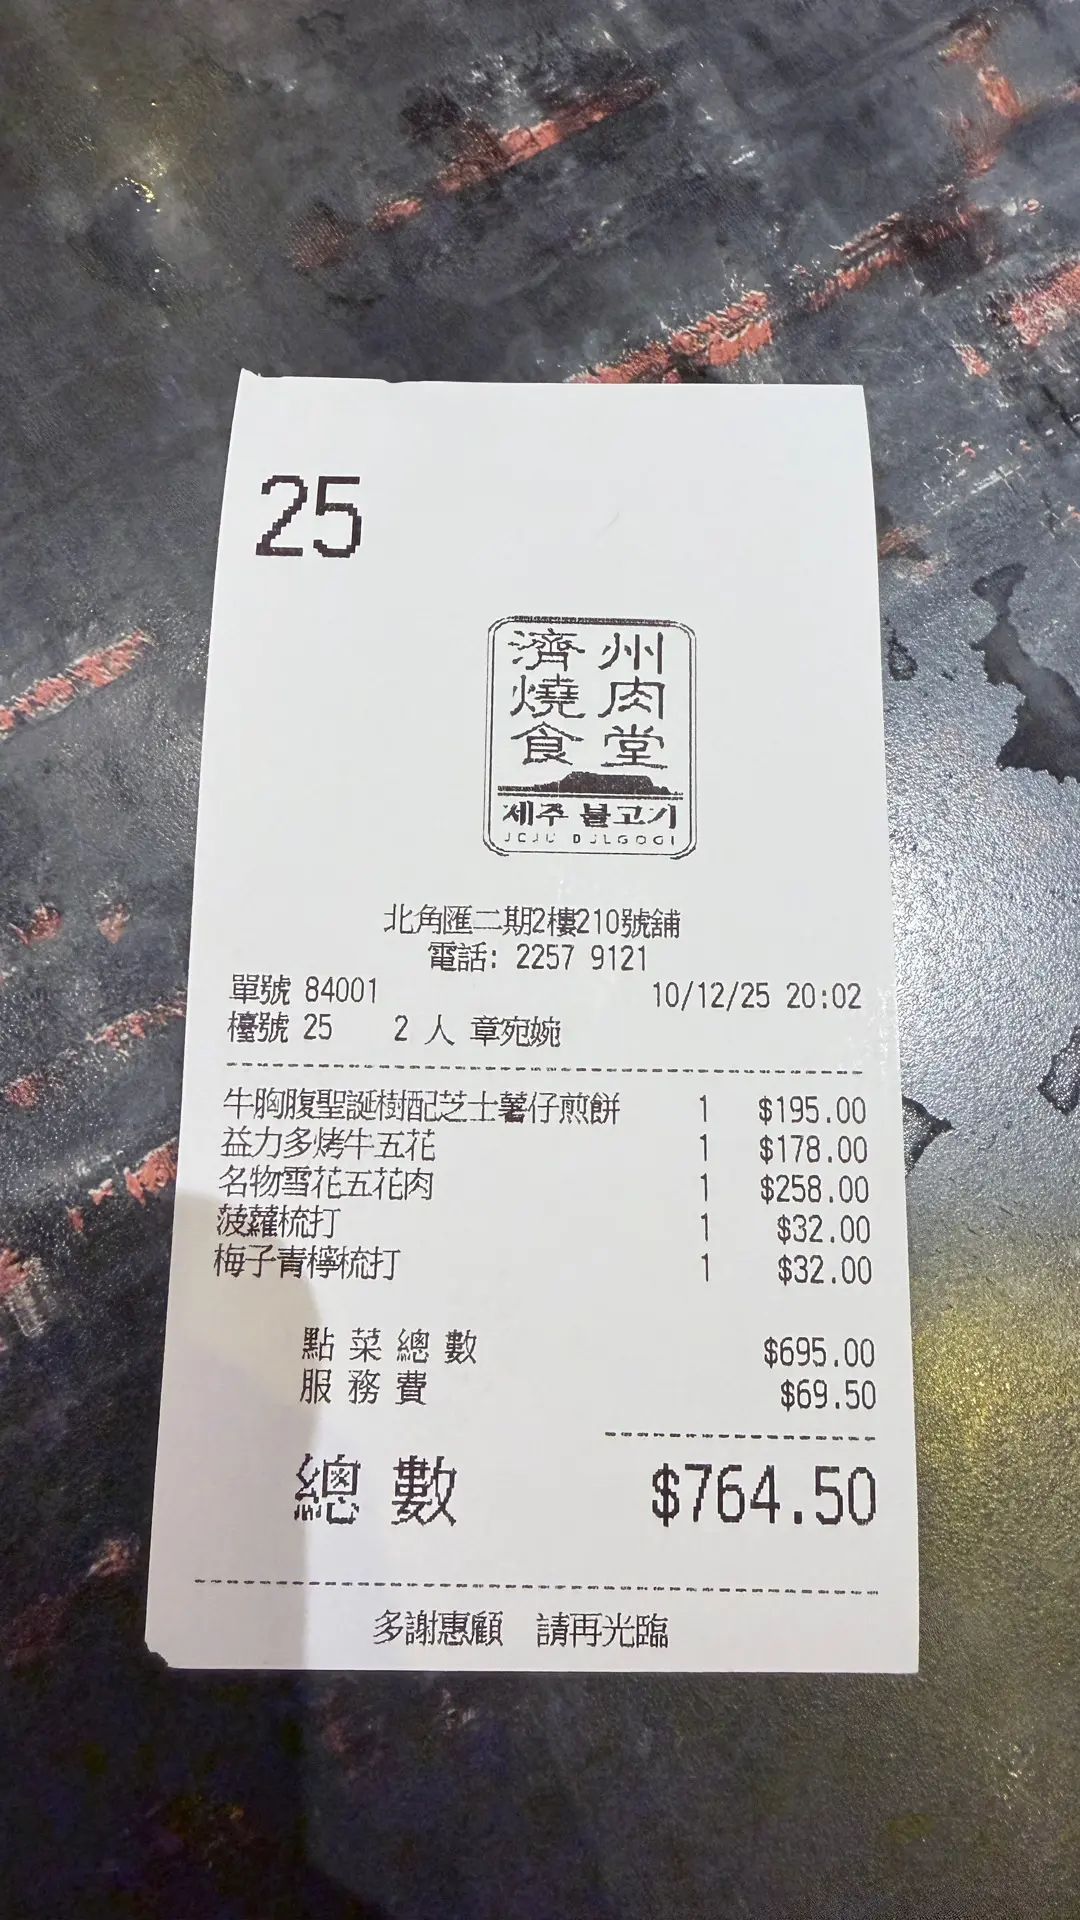 25
濟州
燒肉
食堂
제주 불고기
JEJU BULGOGI
北角匯二期2樓210號舖
電話: 2257 9121
單號 84001 10/12/25 20:02
檯號 25 2 人 章宛婉
牛胸腹聖誕樹配芝士薯仔煎餅 1 $195.00
益力多烤牛五花 1 $178.00
名物雪花五花肉 1 $258.00
菠蘿梳打 1 $32.00
梅子青檸梳打 1 $32.00
點菜總數 $695.00
服務費 $69.50
總數 $764.50
多謝惠顧 請再光臨